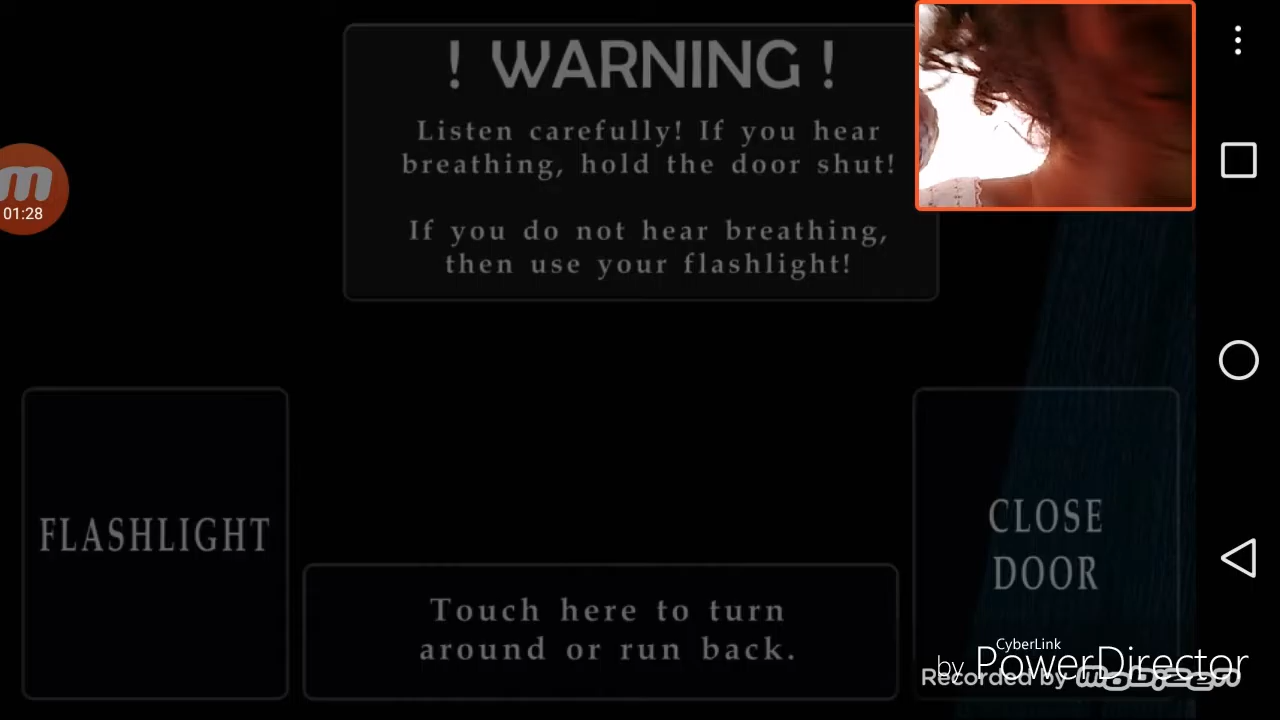 ! WARNING !
Listen carefully! If you hear
breathing, hold the door shut!
If you do not hear breathing,
then use your flashlight!
m
01:28
FLASHLIGHT
CLOSE
DOOR
Touch here to turn
around or run back.
CyberLink
by PowerDirector
Recorded by mobizen